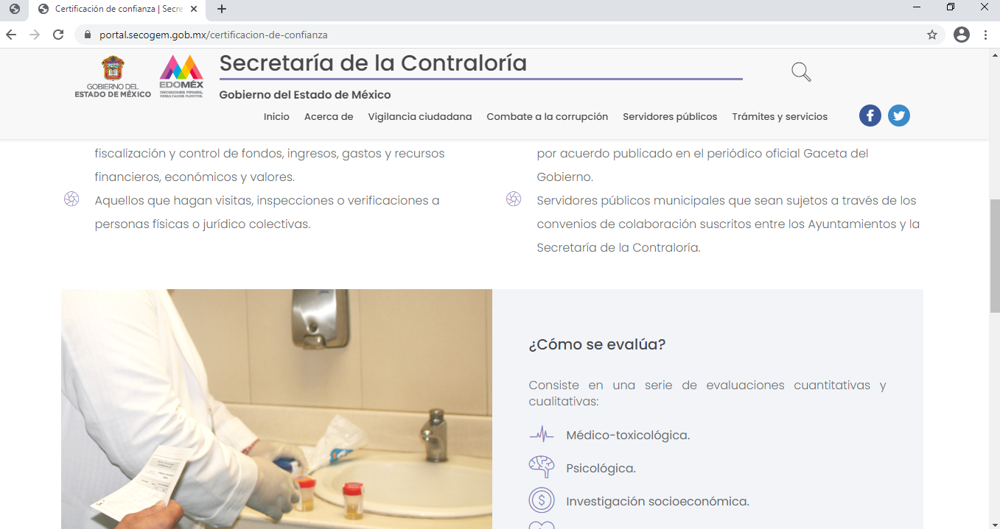 Certificación de confianza | Secre
portal.secogem.gob.mx/certificacion-de-confianza
GOBIERNO DEL
ESTADO DE MÉXICO
EDOMÉX
DECISIONES FIRMES,
RESULTADOS FUERTES.
Secretaría de la Contraloría
Gobierno del Estado de México
Inicio Acerca de Vigilancia ciudadana Combate a la corrupción Servidores públicos Trámites y servicios
fiscalización y control de fondos, ingresos, gastos y recursos
financieros, económicos y valores.
Aquellos que hagan visitas, inspecciones o verificaciones a
personas físicas o jurídico colectivas.
por acuerdo publicado en el periódico oficial Gaceta del
Gobierno.
Servidores públicos municipales que sean sujetos a través de los
convenios de colaboración suscritos entre los Ayuntamientos y la
Secretaría de la Contraloría.
¿Cómo se evalúa?
Consiste en una serie de evaluaciones cuantitativas y
cualitativas:
Médico-toxicológica.
Psicológica.
Investigación socioeconómica.